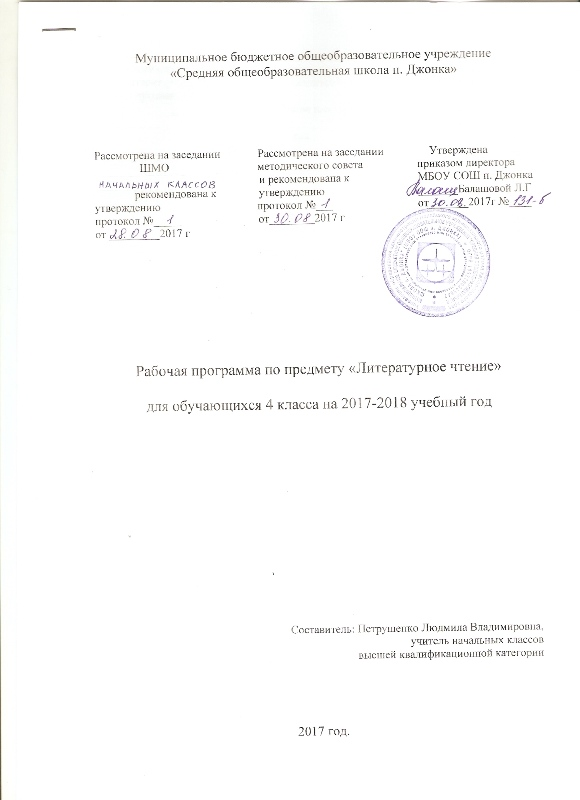 Муниципальное бюджетное общеобразовательное учреждение
«Средняя общеобразовательная школа п. Джонка»
Рассмотрена на заседании
ШМО
начальных классов
рекомендована к
утверждению
протокол № 1
от 28.08 2017 г
Рассмотрена на заседании
методического совета
и рекомендована к
утверждению
протокол № 1
от 30.08 2017 г
Утверждена
приказом директора
МБОУ СОШ п. Джонка
Балашовой Л.Г
от 30.08 2017г № 131-б
Рабочая программа по предмету «Литературное чтение»
для обучающихся 4 класса на 2017-2018 учебный год
Составитель: Петрушенко Людмила Владимировна,
учитель начальных классов
высшей квалификационной категории
2017 год.